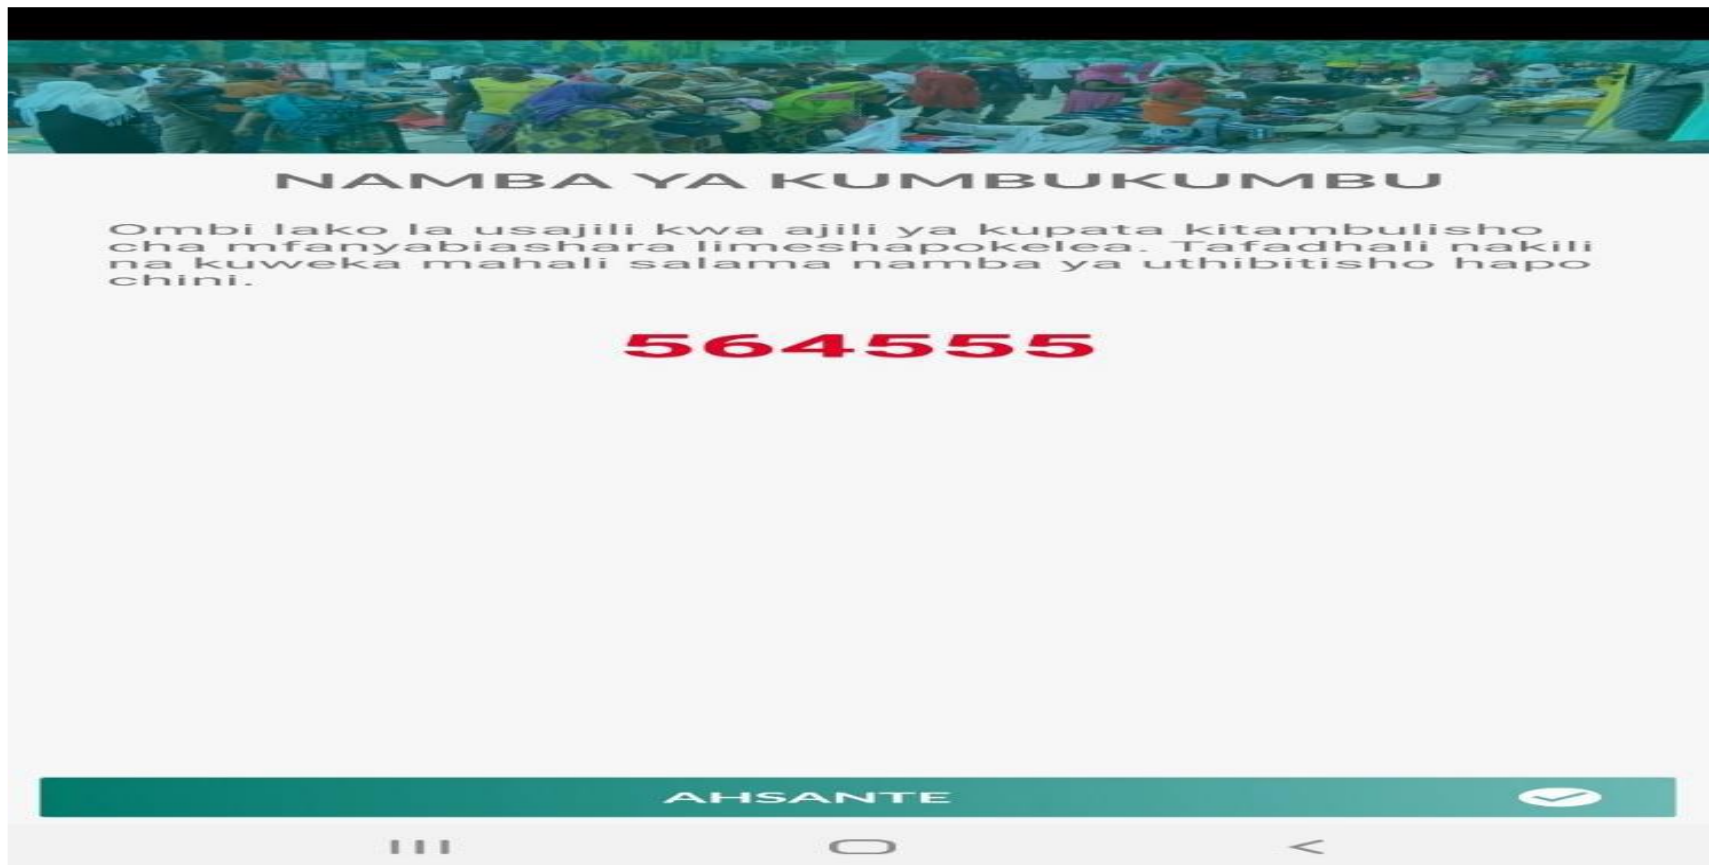 NAMBA YA KUMBUKUMBU
Ombi lako la usajili kwa ajili ya kupata kitambulisho
cha mfanyabiashara limeshapokelea. Tafadhali nakili
na kuweka mahali salama namba ya uthibitisho hapo
chini.
564555
AHSANTE